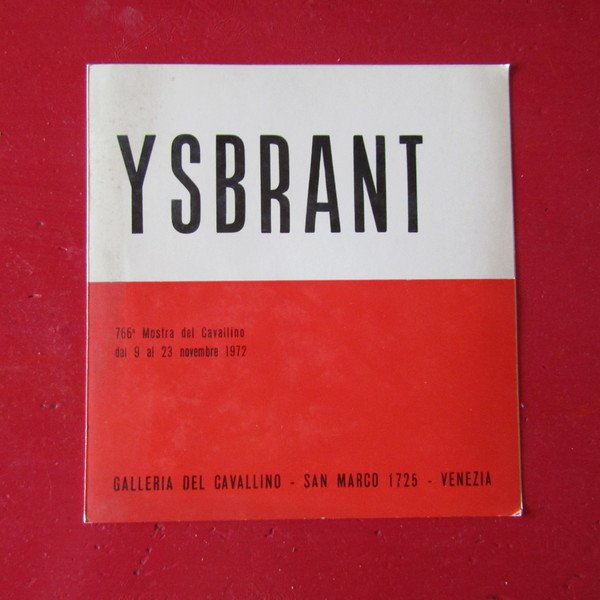 YSBRANT
766ª Mostra del Cavallino
dal 9 al 23 novembre 1972
GALLERIA DEL CAVALLINO - SAN MARCO 1725 - VENEZIA